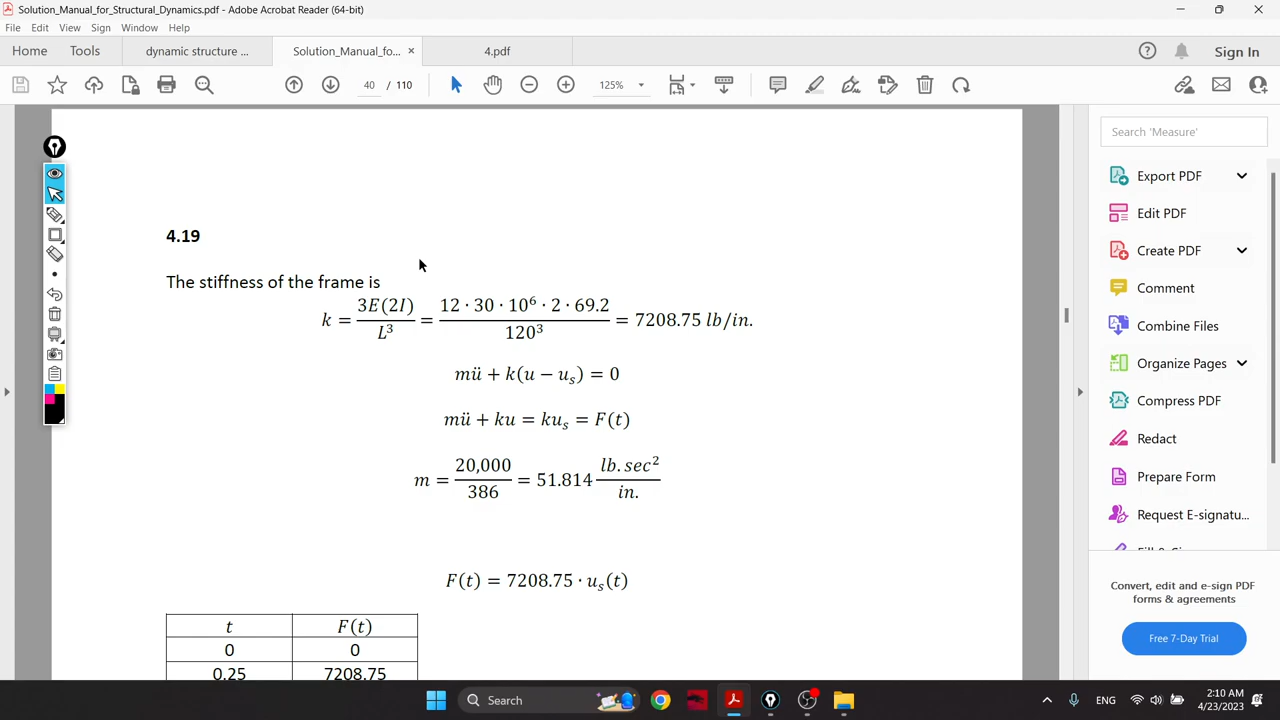 Solution_Manual_for_Structural_Dynamics.pdf - Adobe Acrobat Reader (64-bit)
File Edit View Sign Window Help
Home Tools dynamic structure ... Solution_Manual_fo... × 4.pdf Sign In
40 / 110 125%
Search 'Measure'
Export PDF
Edit PDF
Create PDF
Comment
Combine Files
Organize Pages
Compress PDF
Redact
Prepare Form
Request E-signatu...
Convert, edit and e-sign PDF
forms & agreements
Free 7-Day Trial
4.19
The stiffness of the frame is
k = 3E(2I)/L³ = 12 · 30 · 10⁶ · 2 · 69.2/120³ = 7208.75 lb/in.
mü + k(u − uₛ) = 0
mü + ku = kuₛ = F(t)
m = 20,000/386 = 51.814 lb. sec²/in.
F(t) = 7208.75 · uₛ(t)
t F(t)
0 0
0.25 7208.75
Search ENG 2:10 AM
4/23/2023